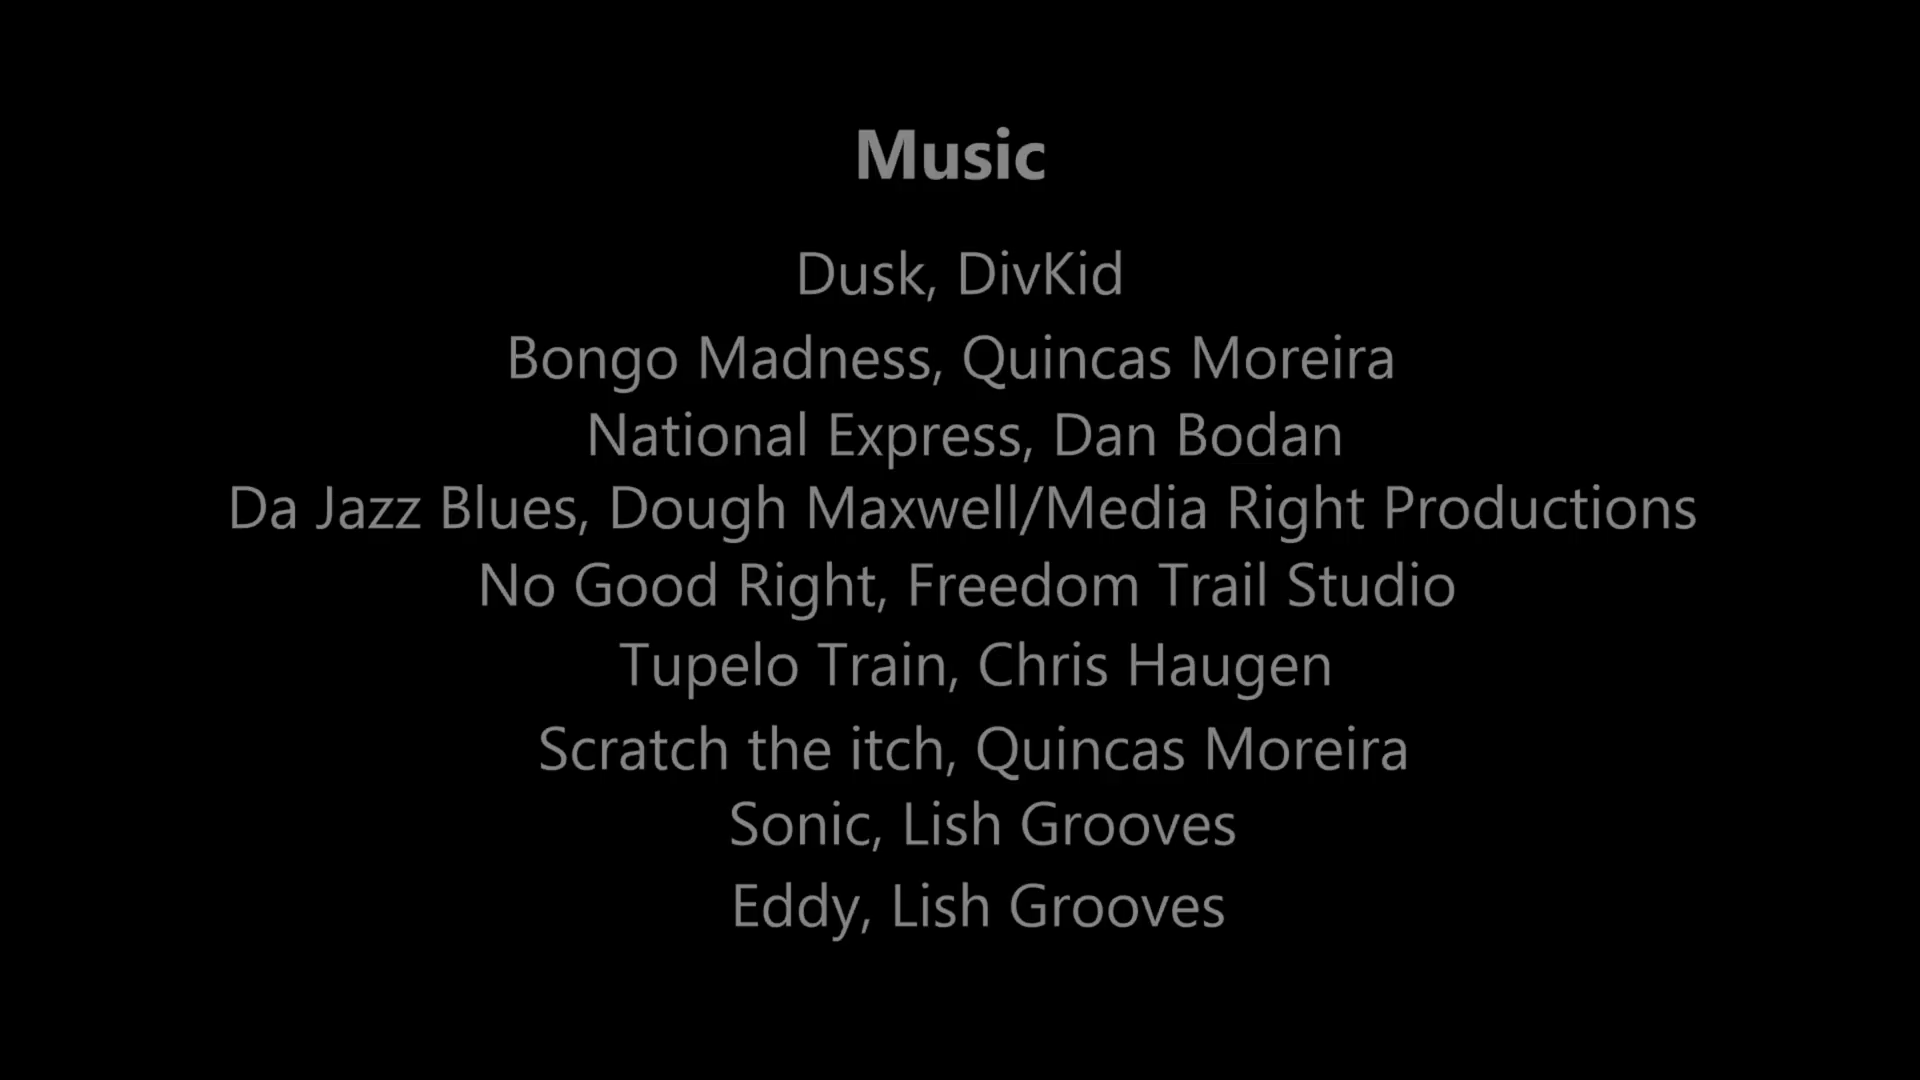 Music
Dusk, DivKid
Bongo Madness, Quincas Moreira
National Express, Dan Bodan
Da Jazz Blues, Dough Maxwell/Media Right Productions
No Good Right, Freedom Trail Studio
Tupelo Train, Chris Haugen
Scratch the itch, Quincas Moreira
Sonic, Lish Grooves
Eddy, Lish Grooves